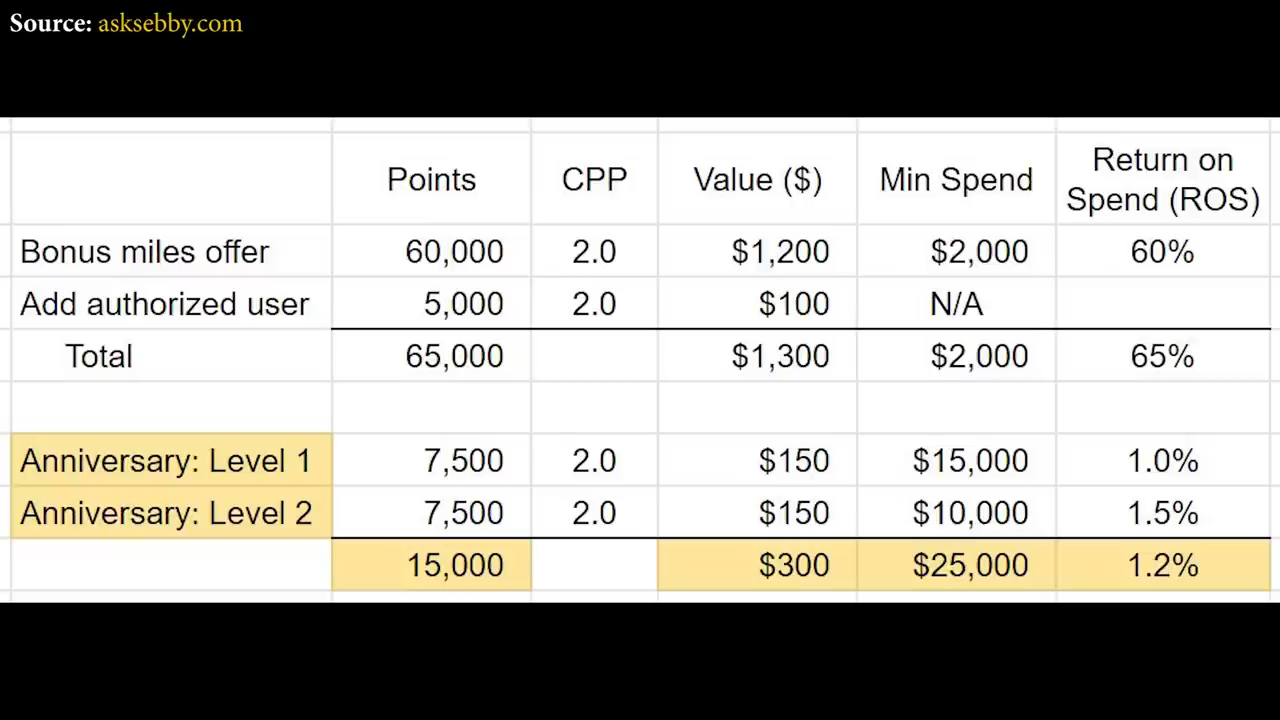 Source: asksebby.com
Points CPP Value ($) Min Spend Return on Spend (ROS)
Bonus miles offer 60,000 2.0 $1,200 $2,000 60%
Add authorized user 5,000 2.0 $100 N/A
Total 65,000 $1,300 $2,000 65%
Anniversary: Level 1 7,500 2.0 $150 $15,000 1.0%
Anniversary: Level 2 7,500 2.0 $150 $10,000 1.5%
15,000 $300 $25,000 1.2%